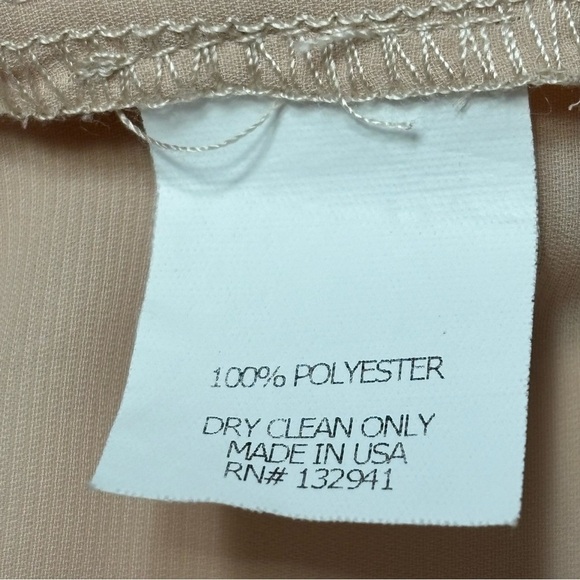 100% POLYESTER
DRY CLEAN ONLY
MADE IN USA
RN# 132941